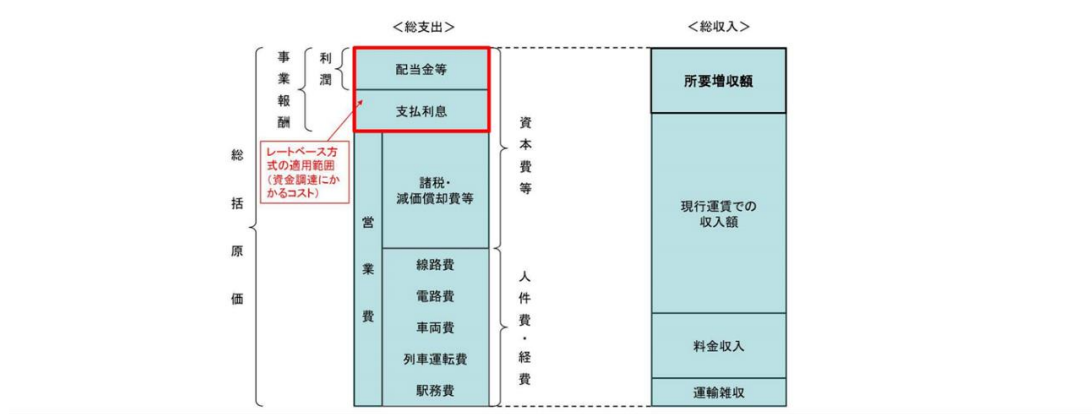 <総支出>
<総収入>
総括原価
事業報酬
利潤
配当金等
支払利息
レートベース方
式の適用範囲
(資金調達にか
かるコスト)
営業費
諸税・
減価償却費等
線路費
電路費
車両費
列車運転費
駅務費
資本費等
人件費・経費
所要増収額
現行運賃での
収入額
料金収入
運輸雑収